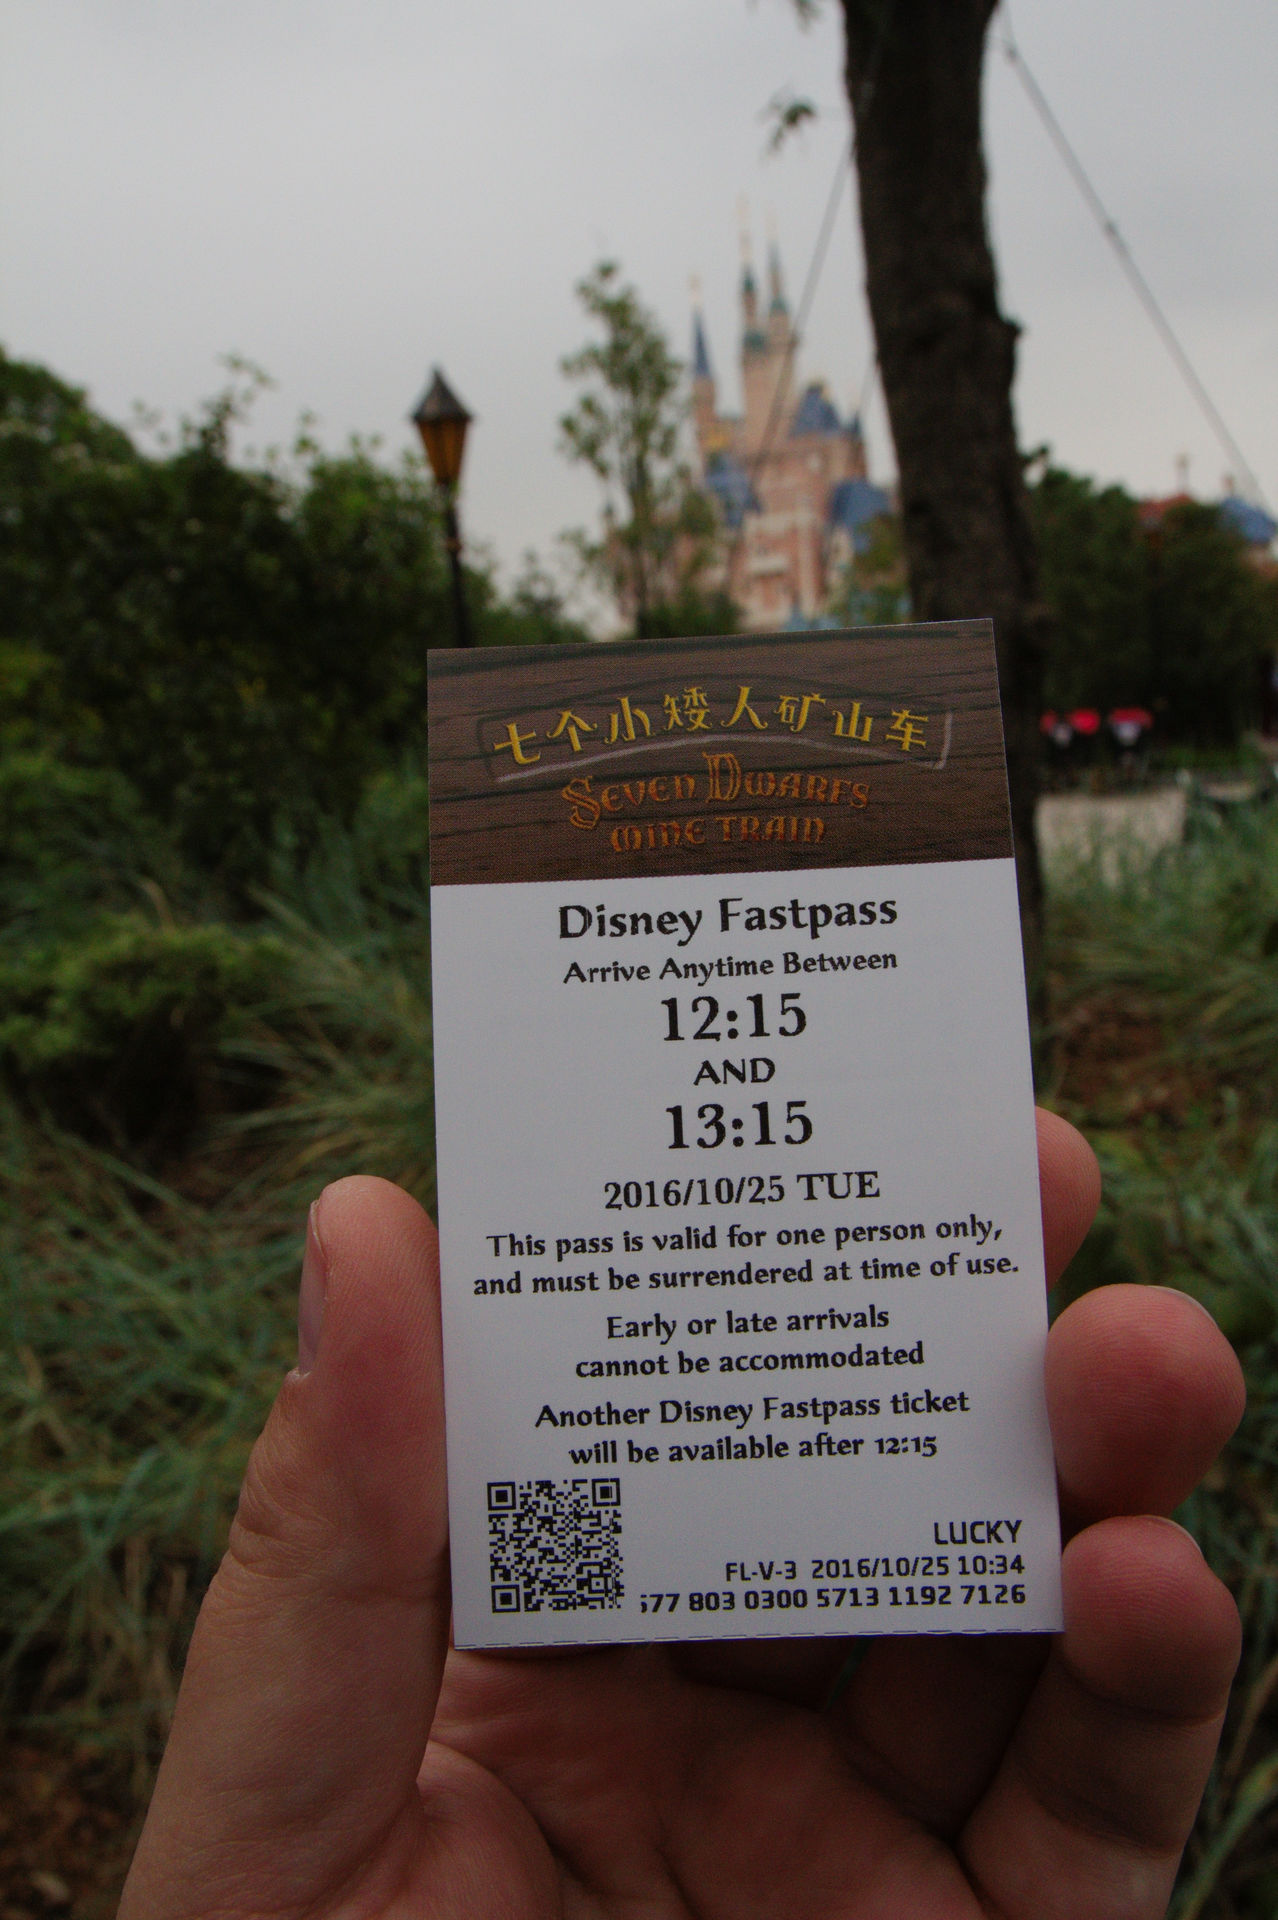 七个小矮人矿山车
SEVEN DWARFS
MINE TRAIN
Disney Fastpass
Arrive Anytime Between
12:15
AND
13:15
2016/10/25 TUE
This pass is valid for one person only,
and must be surrendered at time of use.
Early or late arrivals
cannot be accommodated
Another Disney Fastpass ticket
will be available after 12:15
LUCKY
FL-V-3 2016/10/25 10:34
77 803 0300 5713 1192 7126